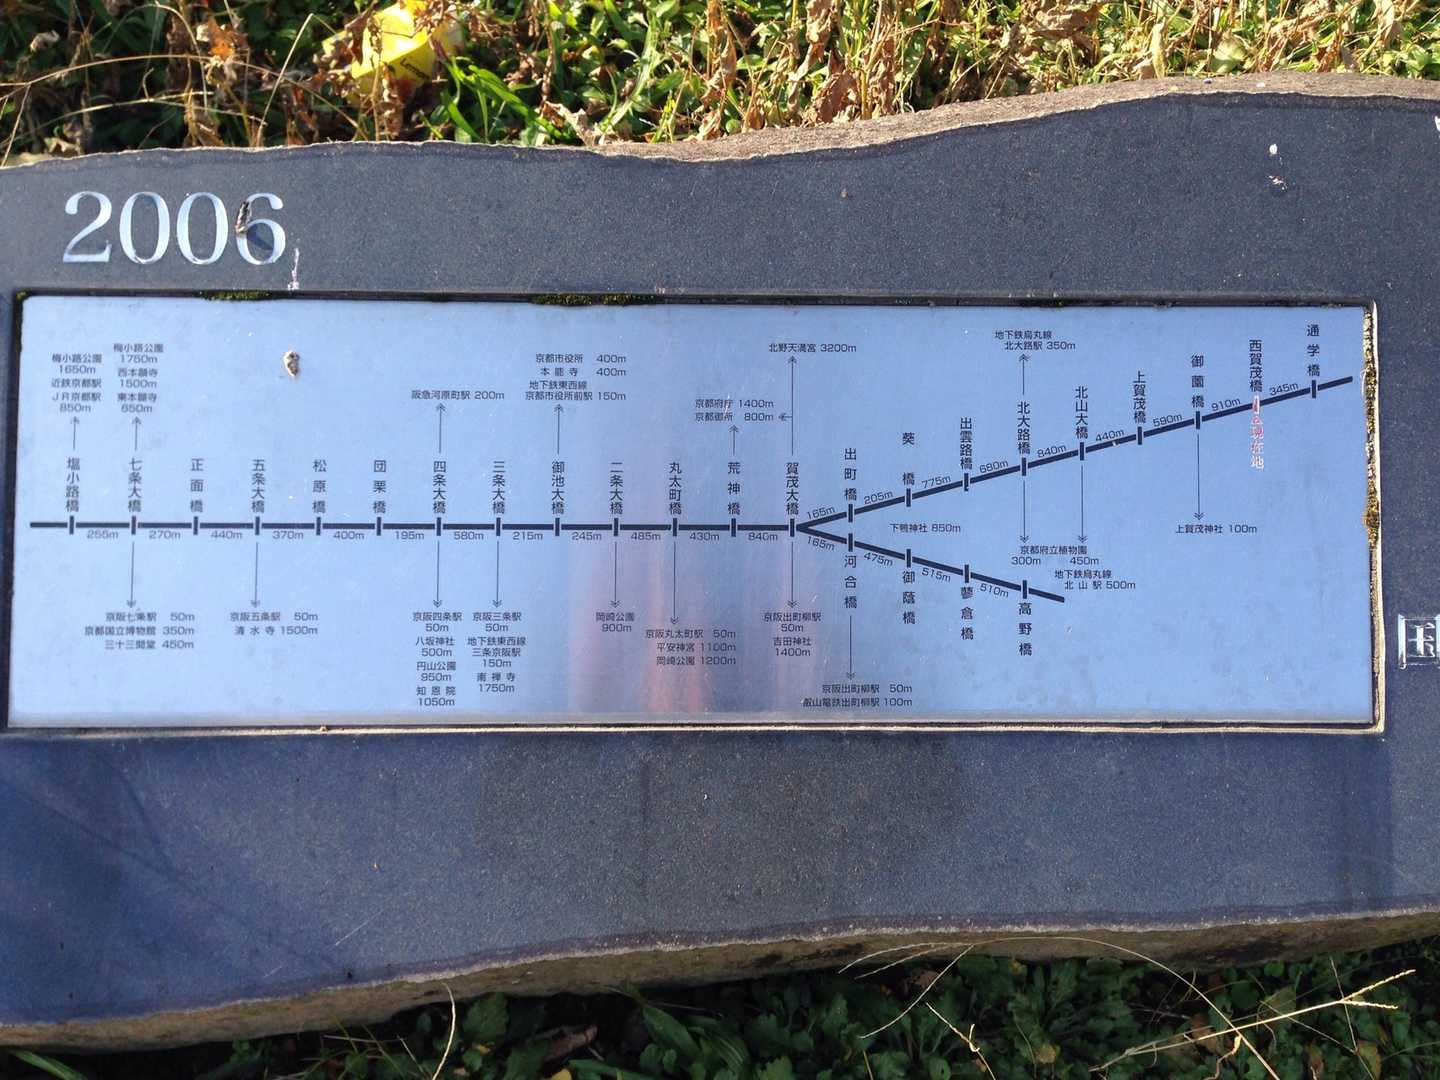 2006
梅小路公園
1650m
近鉄京都駅
JR京都駅
850m
梅小路公園
1750m
西本願寺
1500m
東本願寺
650m
阪急河原町駅 200m
京都市役所 400m
本能寺 400m
地下鉄東西線
京都市役所前駅 150m
京都府庁 1400m
京都御所 800m
北野天満宮 3200m
地下鉄烏丸線
北大路駅 350m
塩小路橋
七条大橋
正面橋
五条大橋
松原橋
団栗橋
四条大橋
三条大橋
御池大橋
二条大橋
丸太町橋
荒神橋
賀茂大橋
出町橋
葵橋
出雲路橋
北大路橋
北山大橋
上賀茂橋
御薗橋
西賀茂橋
現在地
通学橋
255m
270m
440m
370m
400m
195m
580m
215m
245m
485m
430m
840m
165m
205m
775m
680m
840m
440m
590m
910m
345m
165m
475m
515m
510m
河合橋
御蔭橋
蓼倉橋
高野橋
下鴨神社 850m
京都府立植物園
300m 450m
地下鉄烏丸線
北山駅 500m
上賀茂神社 100m
京阪七条駅 50m
京都国立博物館 350m
三十三間堂 450m
京阪五条駅 50m
清水寺 1500m
京阪四条駅
50m
八坂神社
500m
円山公園
950m
知恩院
1050m
京阪三条駅
50m
地下鉄東西線
三条京阪駅
150m
南禅寺
1750m
岡崎公園
900m
京阪丸太町駅 50m
平安神宮 1100m
岡崎公園 1200m
京阪出町柳駅
50m
吉田神社
1400m
京阪出町柳駅 50m
叡山電鉄出町柳駅 100m